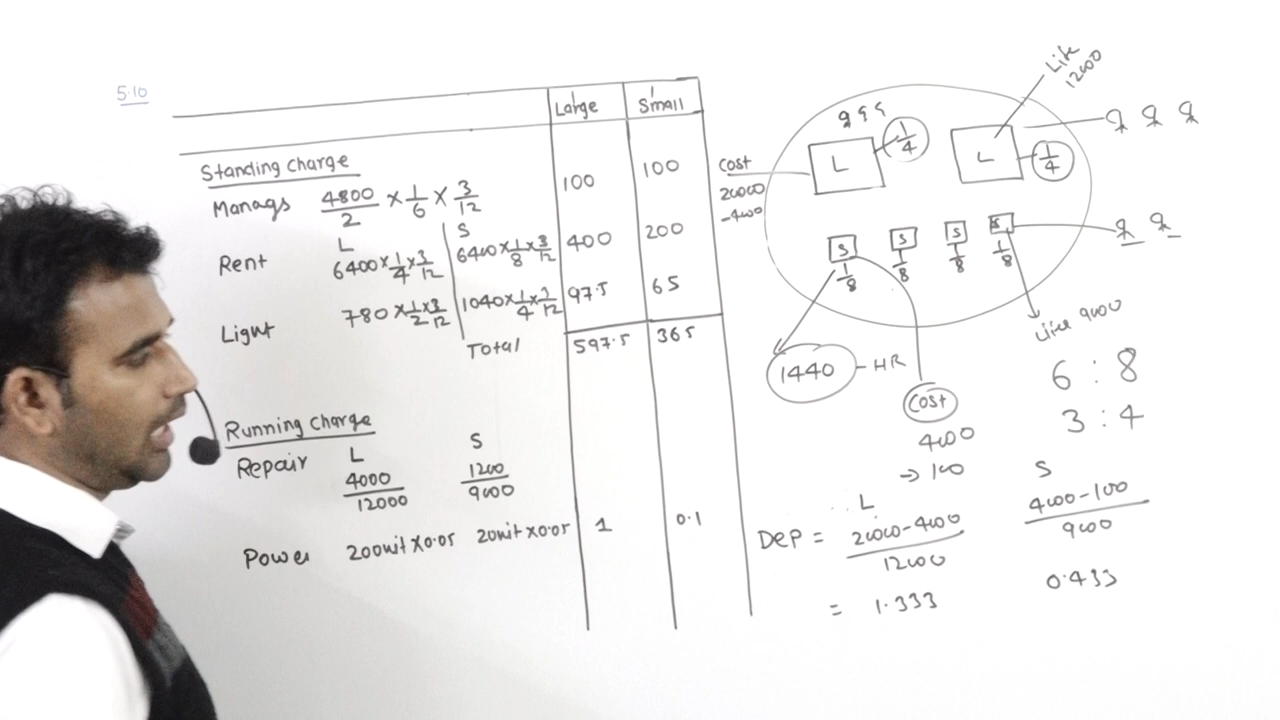 5.10
Large Small
Standing charge
Manags 4800/2 × 1/6 × 3/12 100 100
L S
Rent 6400×1/4×3/12 6400×1/8×3/12 400 200
Light 780×1/2×3/12 1040×1/4×3/12 97.5 65
Total 597.5 365
Running charge
L S
Repair 4000/12000 1200/9000
Power 20unit×0.05 2unit×0.05 1 0.1
Life
12000
L 1/4 L 1/4
Cost
20000
-4000
S S S S
1/8 1/8 1/8 1/8
Life 9000
1440 - HR
Cost
4000
→ 100
6 : 8
3 : 4
L S
Dep = 20000-4000/12000 4000-100/9000
= 1.333 0.433